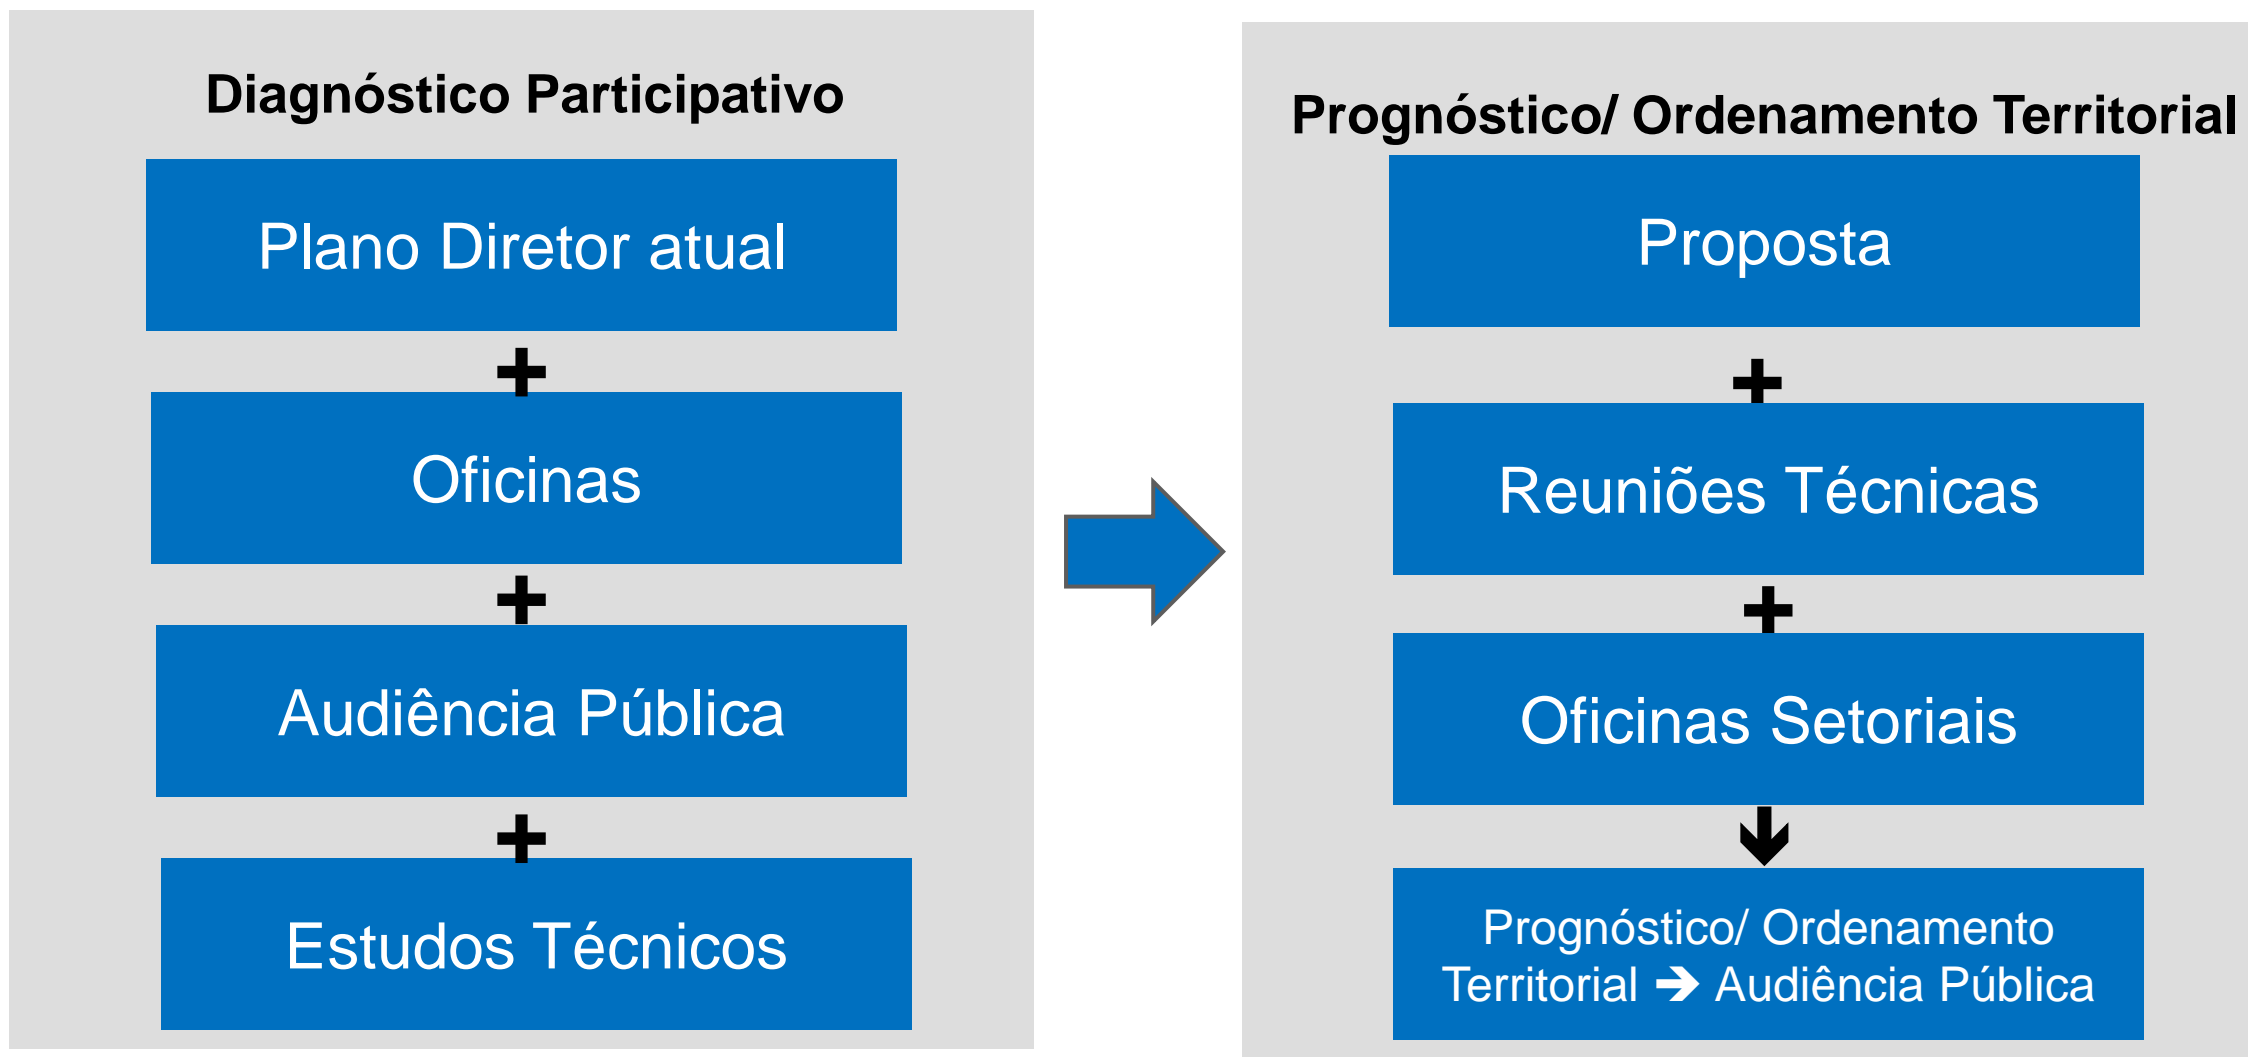 Diagnóstico Participativo
Plano Diretor atual
+
Oficinas
+
Audiência Pública
+
Estudos Técnicos
Prognóstico/ Ordenamento Territorial
Proposta
+
Reuniões Técnicas
+
Oficinas Setoriais
Prognóstico/ Ordenamento
Territorial ➔ Audiência Pública